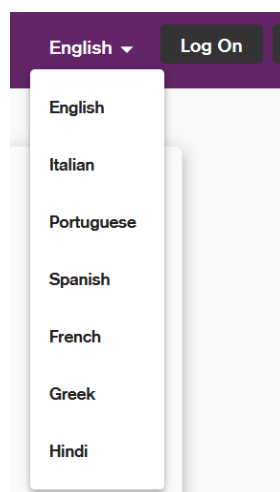 English
Log On
English
Italian
Portuguese
Spanish
French
Greek
Hindi